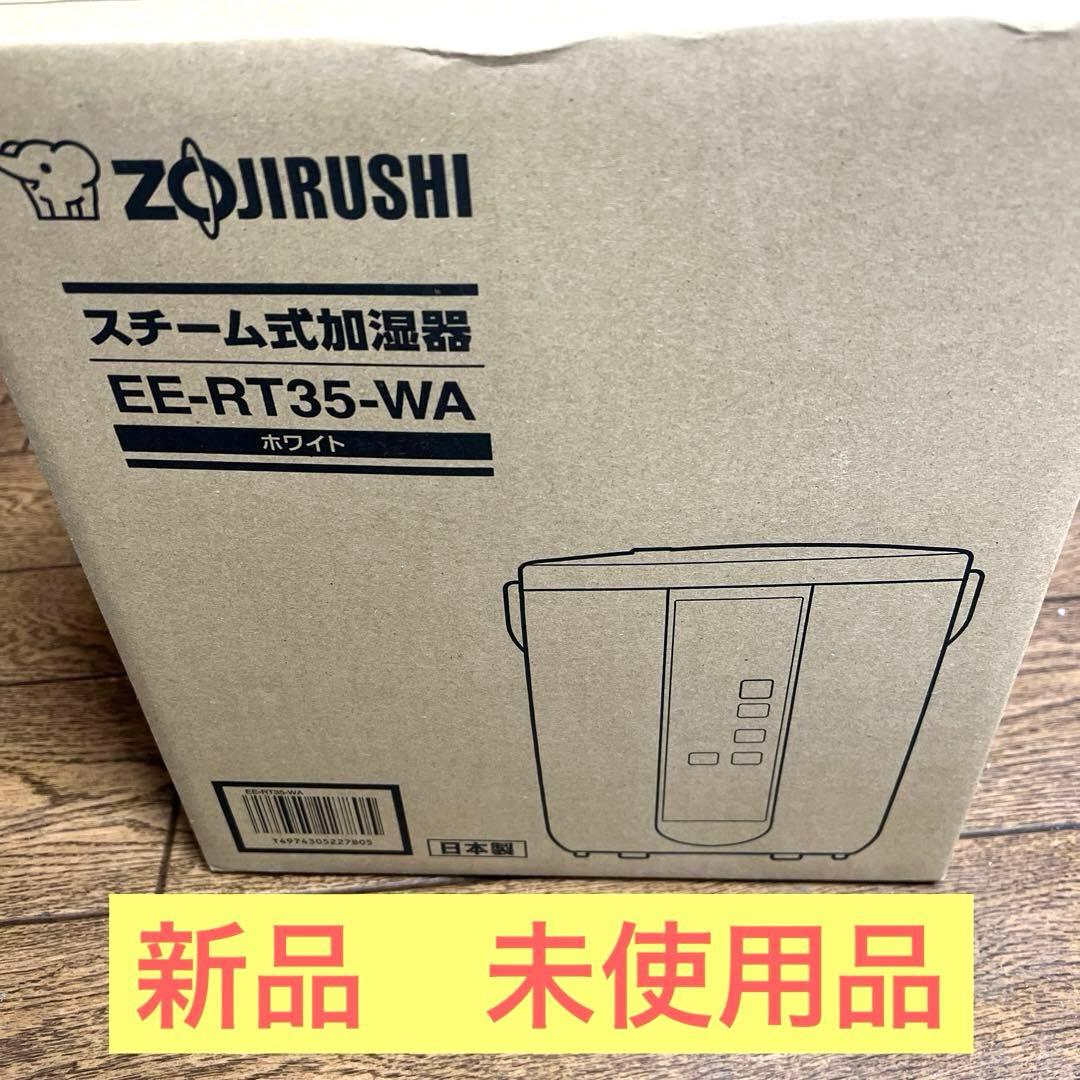 ZOJIRUSHI
スチーム式加湿器
EE-RT35-WA
ホワイト
EE-RT35-WA
T4974305227805
日本製
新品 未使用品